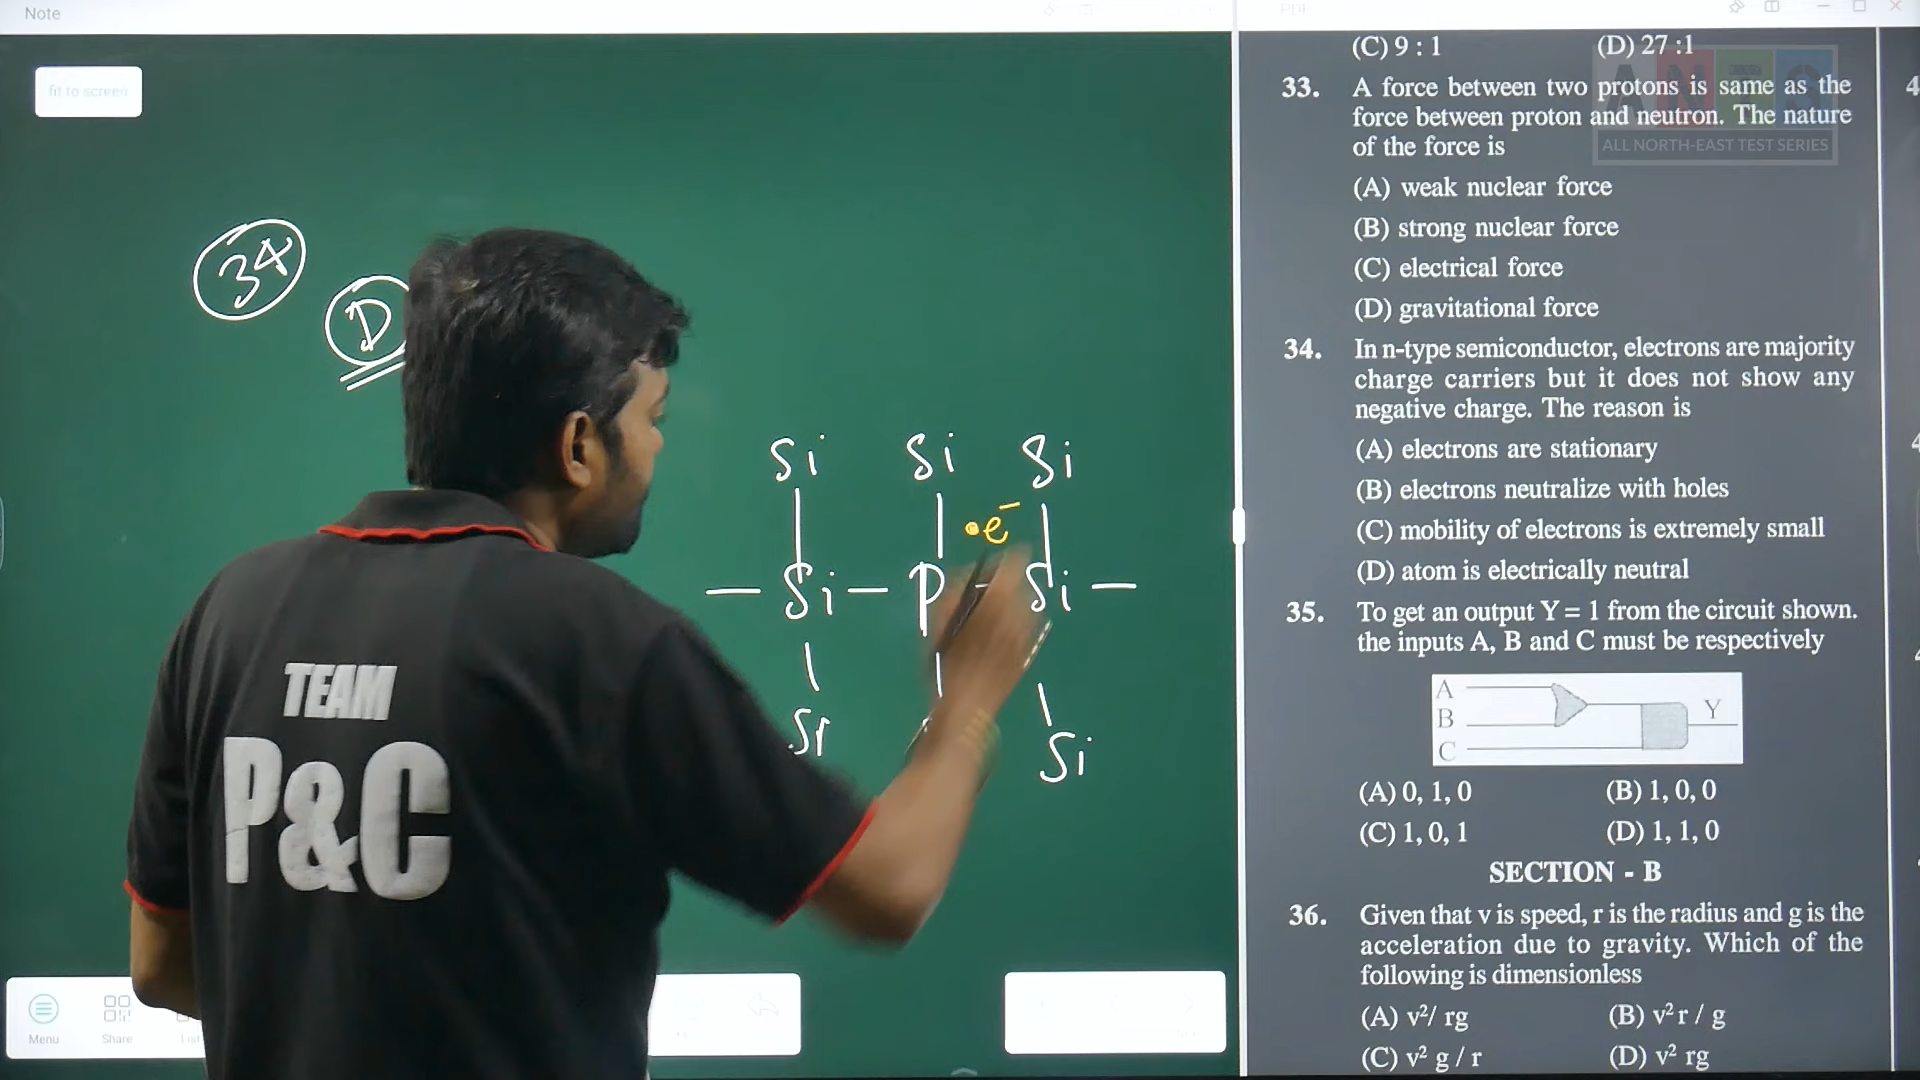 Note
PDF
fit to screen
34
D
Si Si Si
e⁻
Si P Si
Si
Si
TEAM
P&C
Menu
Share
List
(C) 9 : 1 (D) 27 :1
33. A force between two protons is same as the
force between proton and neutron. The nature
of the force is
(A) weak nuclear force
(B) strong nuclear force
(C) electrical force
(D) gravitational force
34. In n-type semiconductor, electrons are majority
charge carriers but it does not show any
negative charge. The reason is
(A) electrons are stationary
(B) electrons neutralize with holes
(C) mobility of electrons is extremely small
(D) atom is electrically neutral
35. To get an output Y = 1 from the circuit shown.
the inputs A, B and C must be respectively
A
B
C
Y
(A) 0, 1, 0 (B) 1, 0, 0
(C) 1, 0, 1 (D) 1, 1, 0
SECTION - B
36. Given that v is speed, r is the radius and g is the
acceleration due to gravity. Which of the
following is dimensionless
(A) v²/ rg (B) v² r / g
(C) v² g / r (D) v² rg
ANTS
ALL NORTH-EAST TEST SERIES